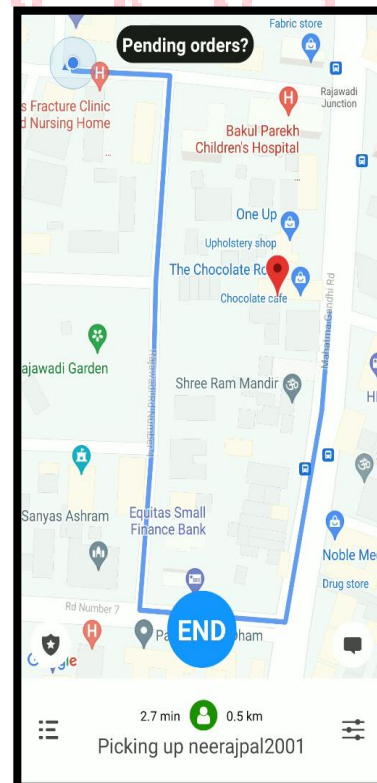 Fabric store
Pending orders?
Rajawadi
Junction
s Fracture Clinic
d Nursing Home
Bakul Parekh
Children's Hospital
One Up
Upholstery shop
The Chocolate Ro
Chocolate cafe
Mahatma Gandhi Rd
ajawadi Garden
Shree Ram Mandir
Sanyas Ashram
Equitas Small
Finance Bank
Noble Me
Drug store
Rd Number 7
END
ham
2.7 min
0.5 km
Picking up neerajpal2001